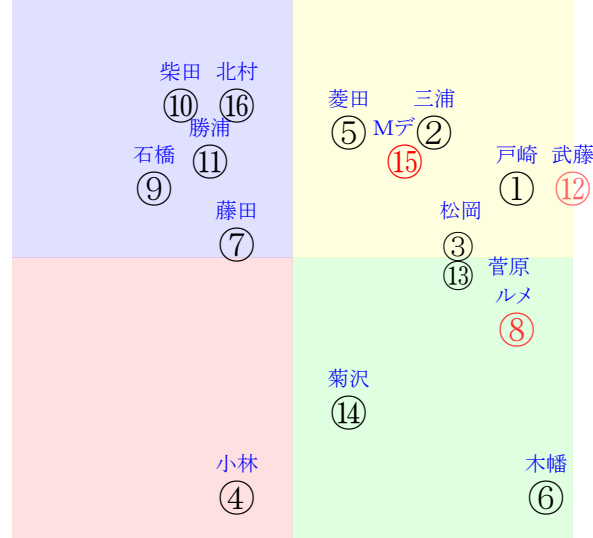 柴田 北村
⑩ ⑯
菱田 三浦
勝浦 Mデ
⑤ ②
石橋 戸崎 武藤
⑪ ⑮
⑨ ① ⑫
藤田 松岡
⑦ ③
⑬ 菅原
ルメ
⑧
菊沢
⑭
小林 木幡
④ ⑥